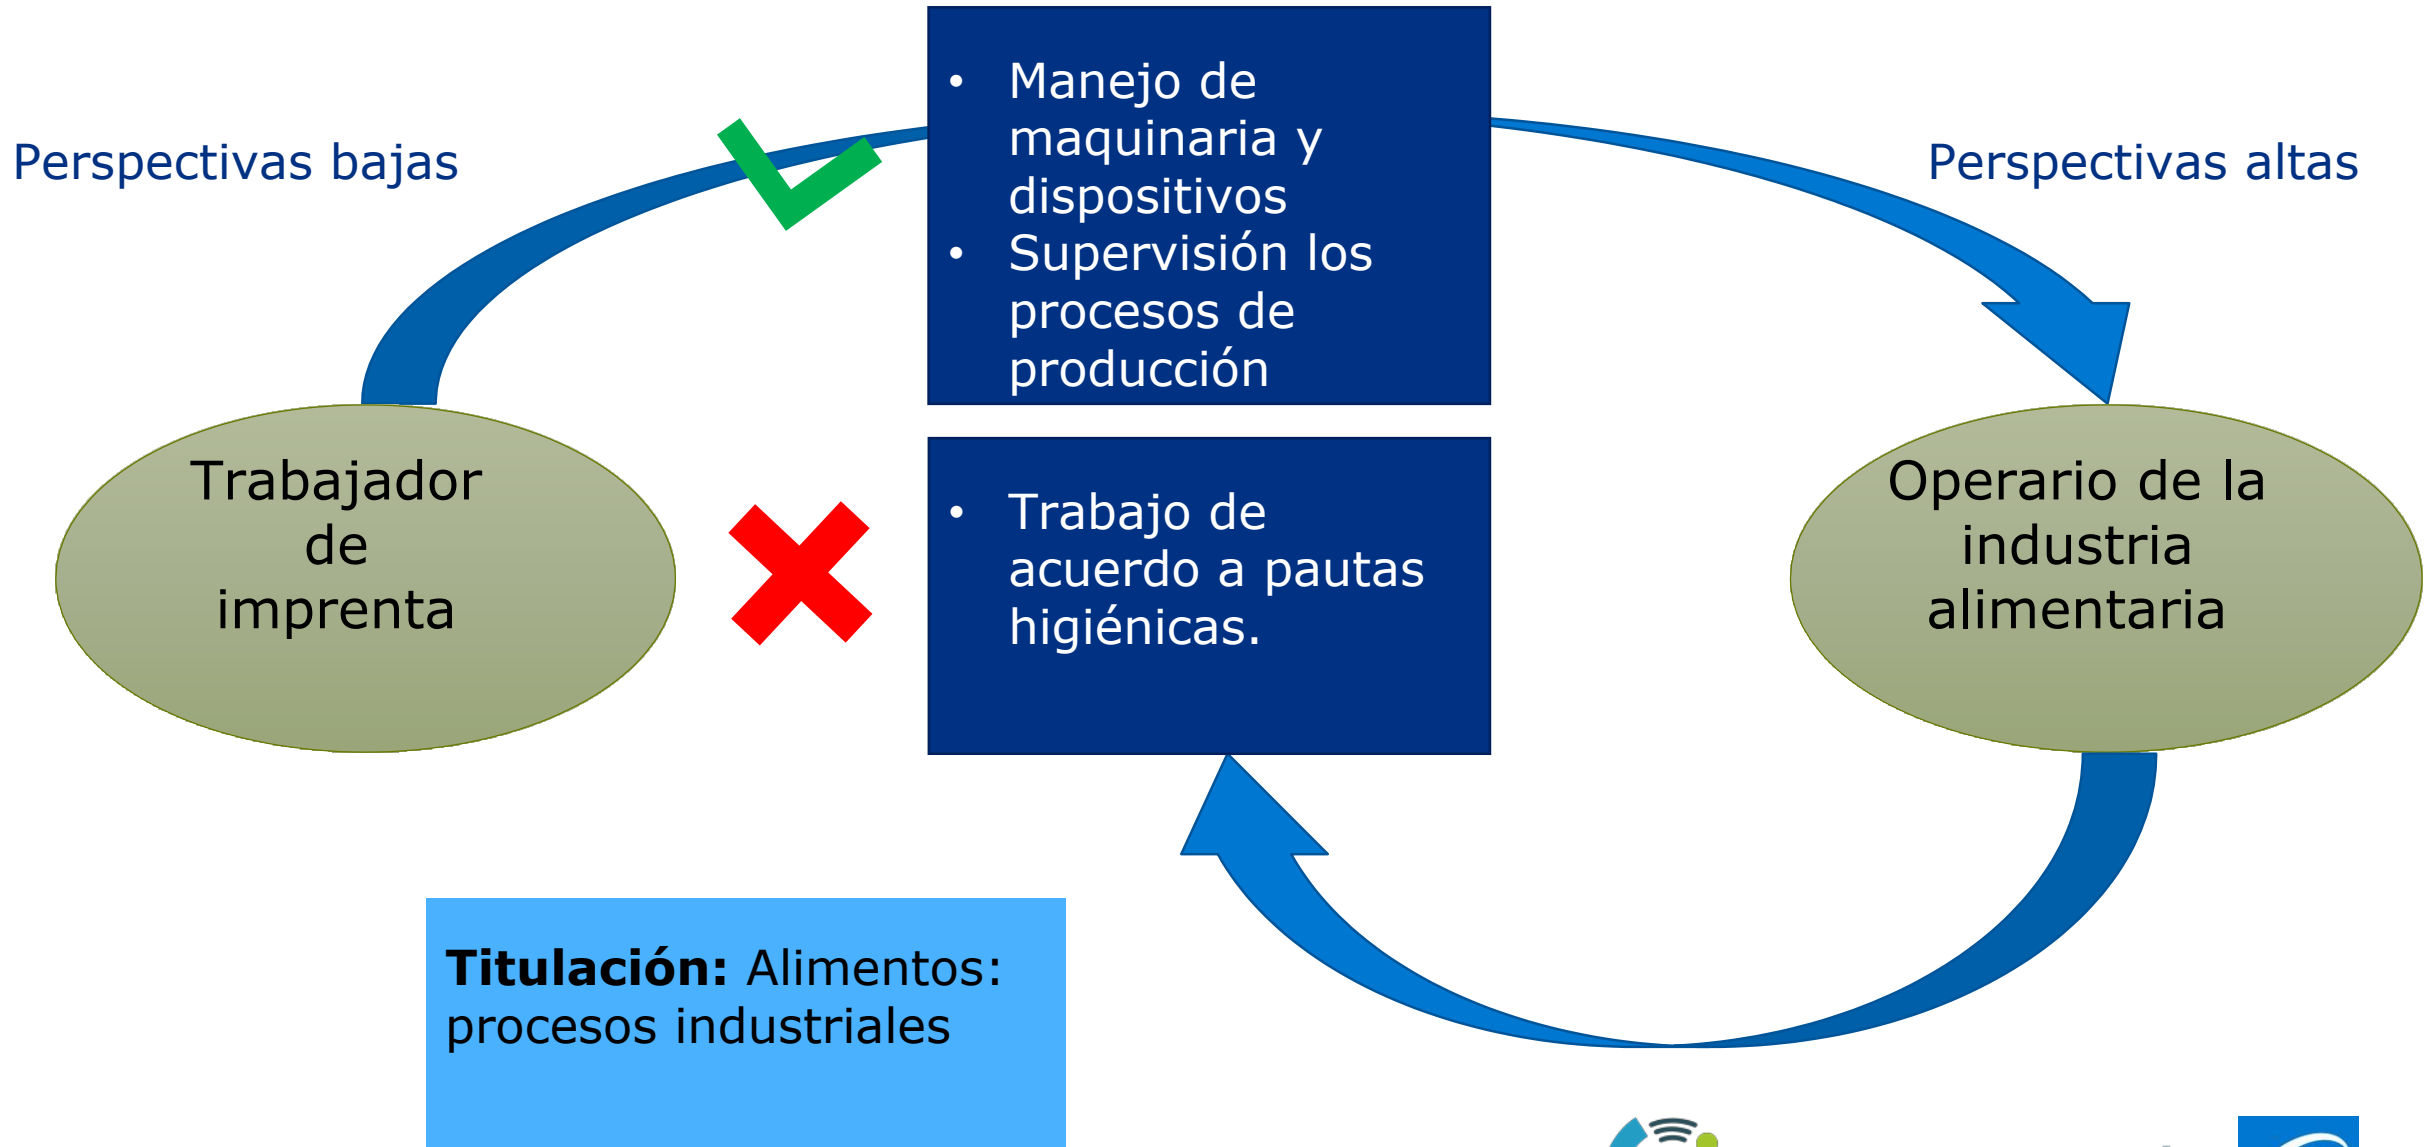 Perspectivas bajas
• Manejo de
maquinaria y
dispositivos
• Supervisión los
procesos de
producción
Perspectivas altas
Trabajador
de
imprenta
• Trabajo de
acuerdo a pautas
higiénicas.
Operario de la
industria
alimentaria
Titulación: Alimentos:
procesos industriales